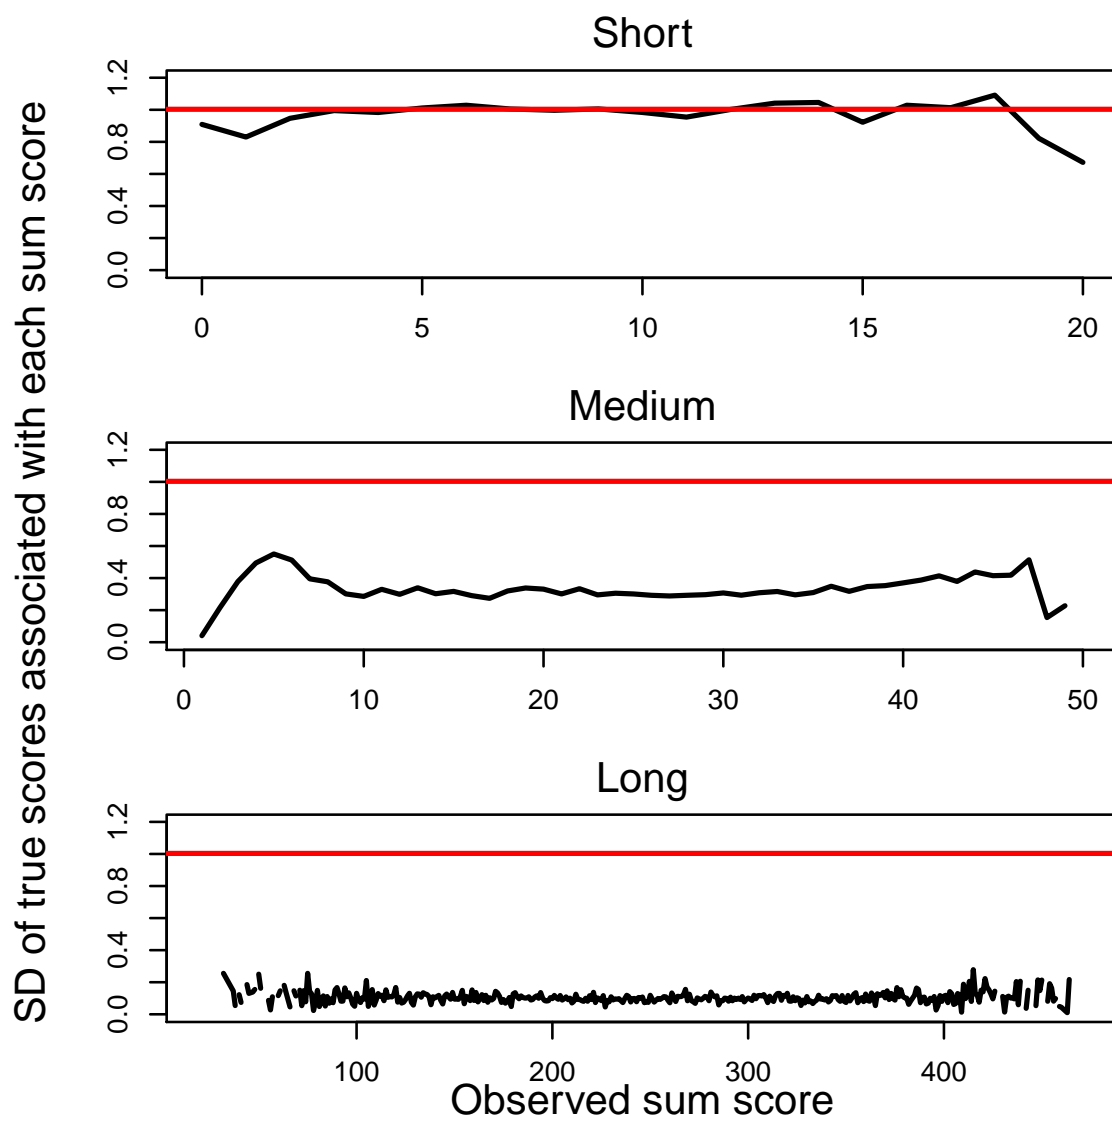 SD of true scores associated with each sum score
Short
1.2
0.8
0.4
0.0
0 5 10 15 20
Medium
1.2
0.8
0.4
0.0
0 10 20 30 40 50
Long
1.2
0.8
0.4
0.0
100 200 300 400
Observed sum score